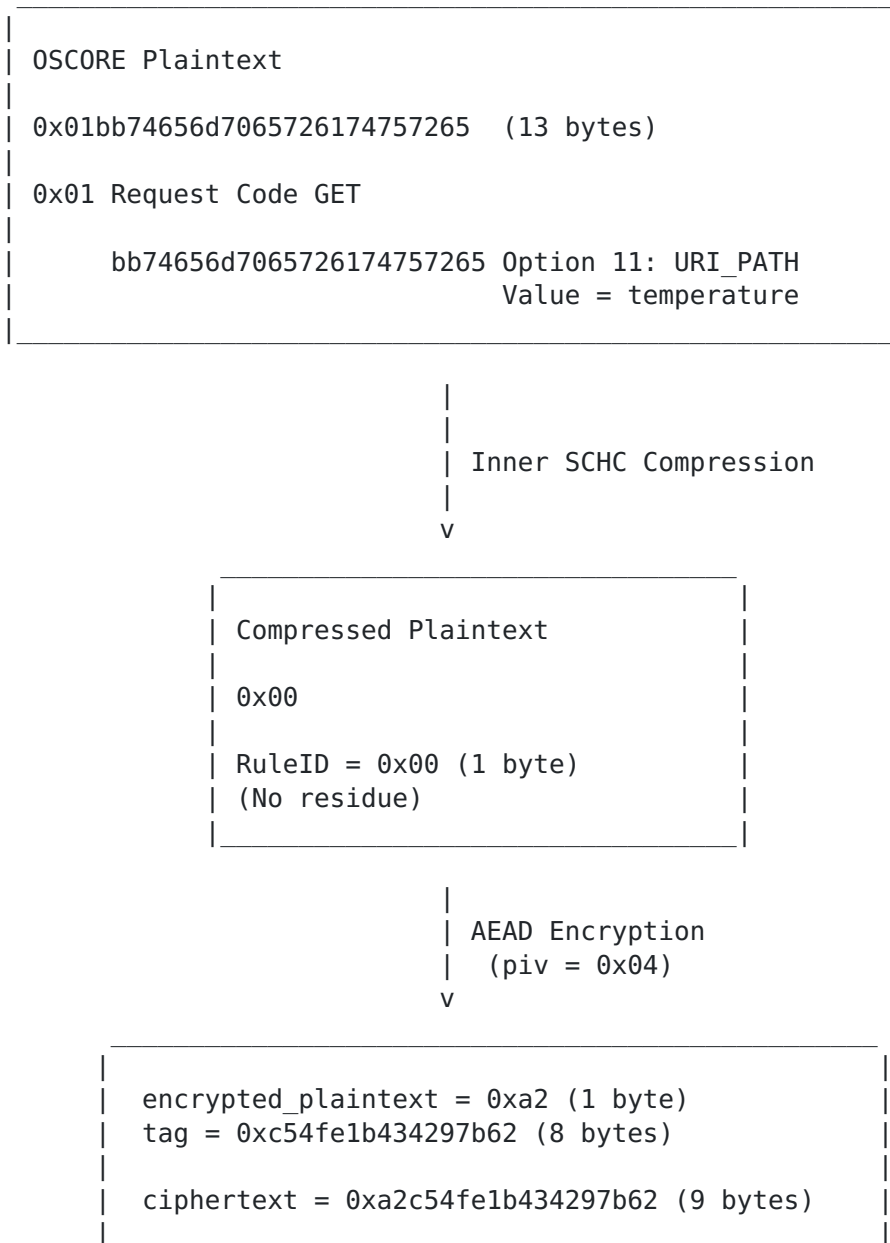 OSCORE Plaintext
0x01bb74656d7065726174757265  (13 bytes)
0x01 Request Code GET
bb74656d7065726174757265 Option 11: URI_PATH
Value = temperature
Inner SCHC Compression
v
Compressed Plaintext
0x00
RuleID = 0x00 (1 byte)
(No residue)
AEAD Encryption
(piv = 0x04)
v
encrypted_plaintext = 0xa2 (1 byte)
tag = 0xc54fe1b434297b62 (8 bytes)
ciphertext = 0xa2c54fe1b434297b62 (9 bytes)